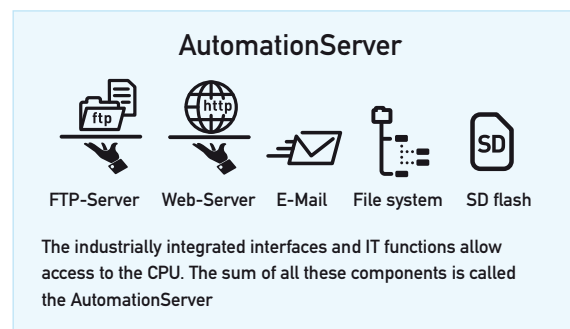 AutomationServer
ftp
http
SD
FTP-Server Web-Server E-Mail File system SD flash
The industrially integrated interfaces and IT functions allow
access to the CPU. The sum of all these components is called
the AutomationServer